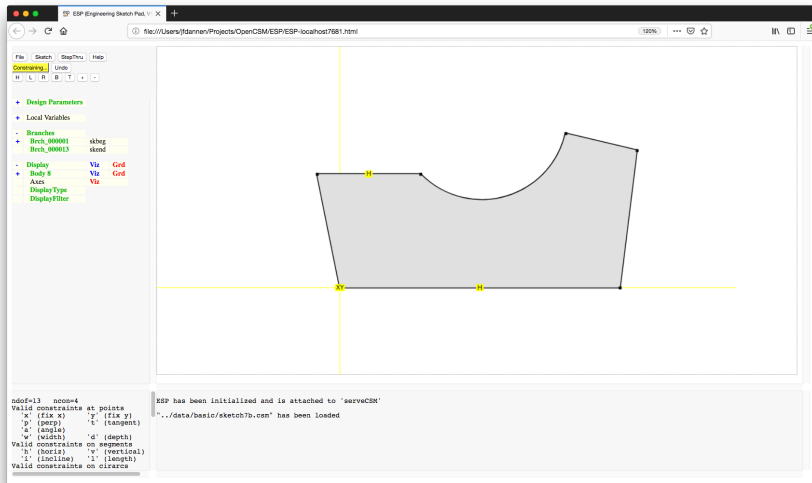 ESP (Engineering Sketch Pad, V
file:///Users/jfdannen/Projects/OpenCSM/ESP/ESP-localhost7681.html
120%
File Sketch StepThru Help
Constraining... Undo
H L R B T + -
+ Design Parameters
+ Local Variables
- Branches
+ Brch_000001 skbeg
Brch_000013 skend
- Display Viz Grd
+ Body 8 Viz Grd
Axes Viz
DisplayType
DisplayFilter
H
XY
H
ndof=13 ncon=4
Valid constraints at points
'x' (fix x) 'y' (fix y)
'p' (perp) 't' (tangent)
'a' (angle)
'w' (width) 'd' (depth)
Valid constraints on segments
'h' (horiz) 'v' (vertical)
'i' (incline) 'l' (length)
Valid constraints on cirarcs
ESP has been initialized and is attached to 'serveCSM'
"../data/basic/sketch7b.csm" has been loaded